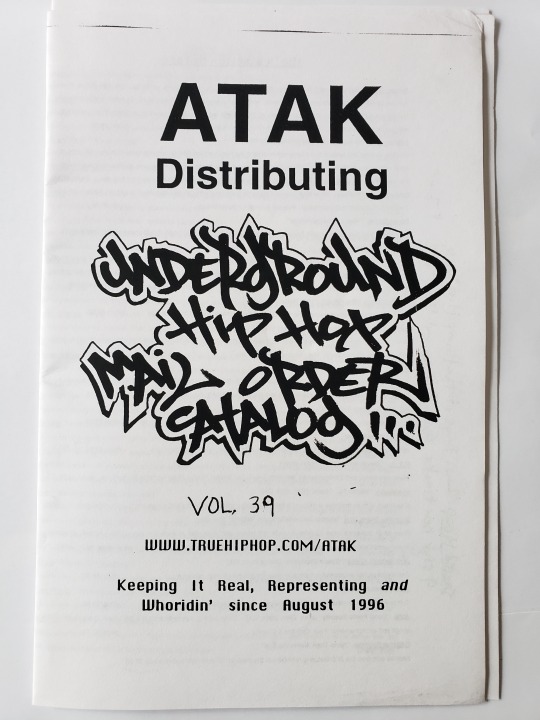 ATAK
Distributing
UNDERGROUND
HIP HOP
MAIL ORDER
CATALOG!!!
VOL. 39
WWW.TRUEHIPHOP.COM/ATAK
Keeping It Real, Representing and
Whoridin' since August 1996